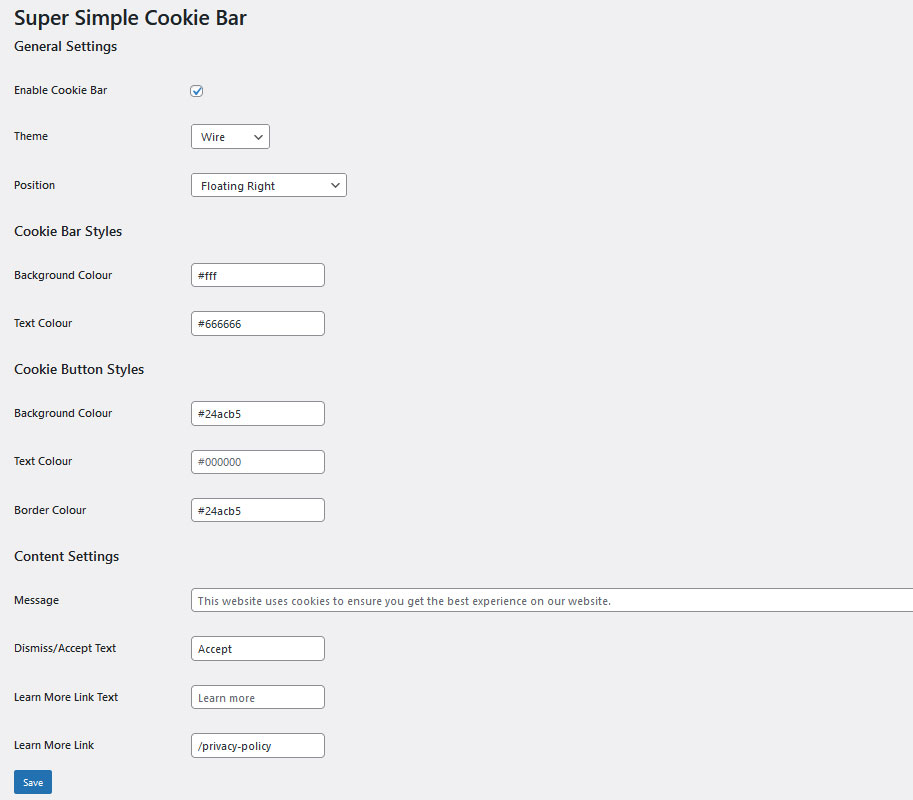 Super Simple Cookie Bar
General Settings
Enable Cookie Bar
Theme Wire
Position Floating Right
Cookie Bar Styles
Background Colour #fff
Text Colour #666666
Cookie Button Styles
Background Colour #24acb5
Text Colour #000000
Border Colour #24acb5
Content Settings
Message This website uses cookies to ensure you get the best experience on our website.
Dismiss/Accept Text Accept
Learn More Link Text Learn more
Learn More Link /privacy-policy
Save